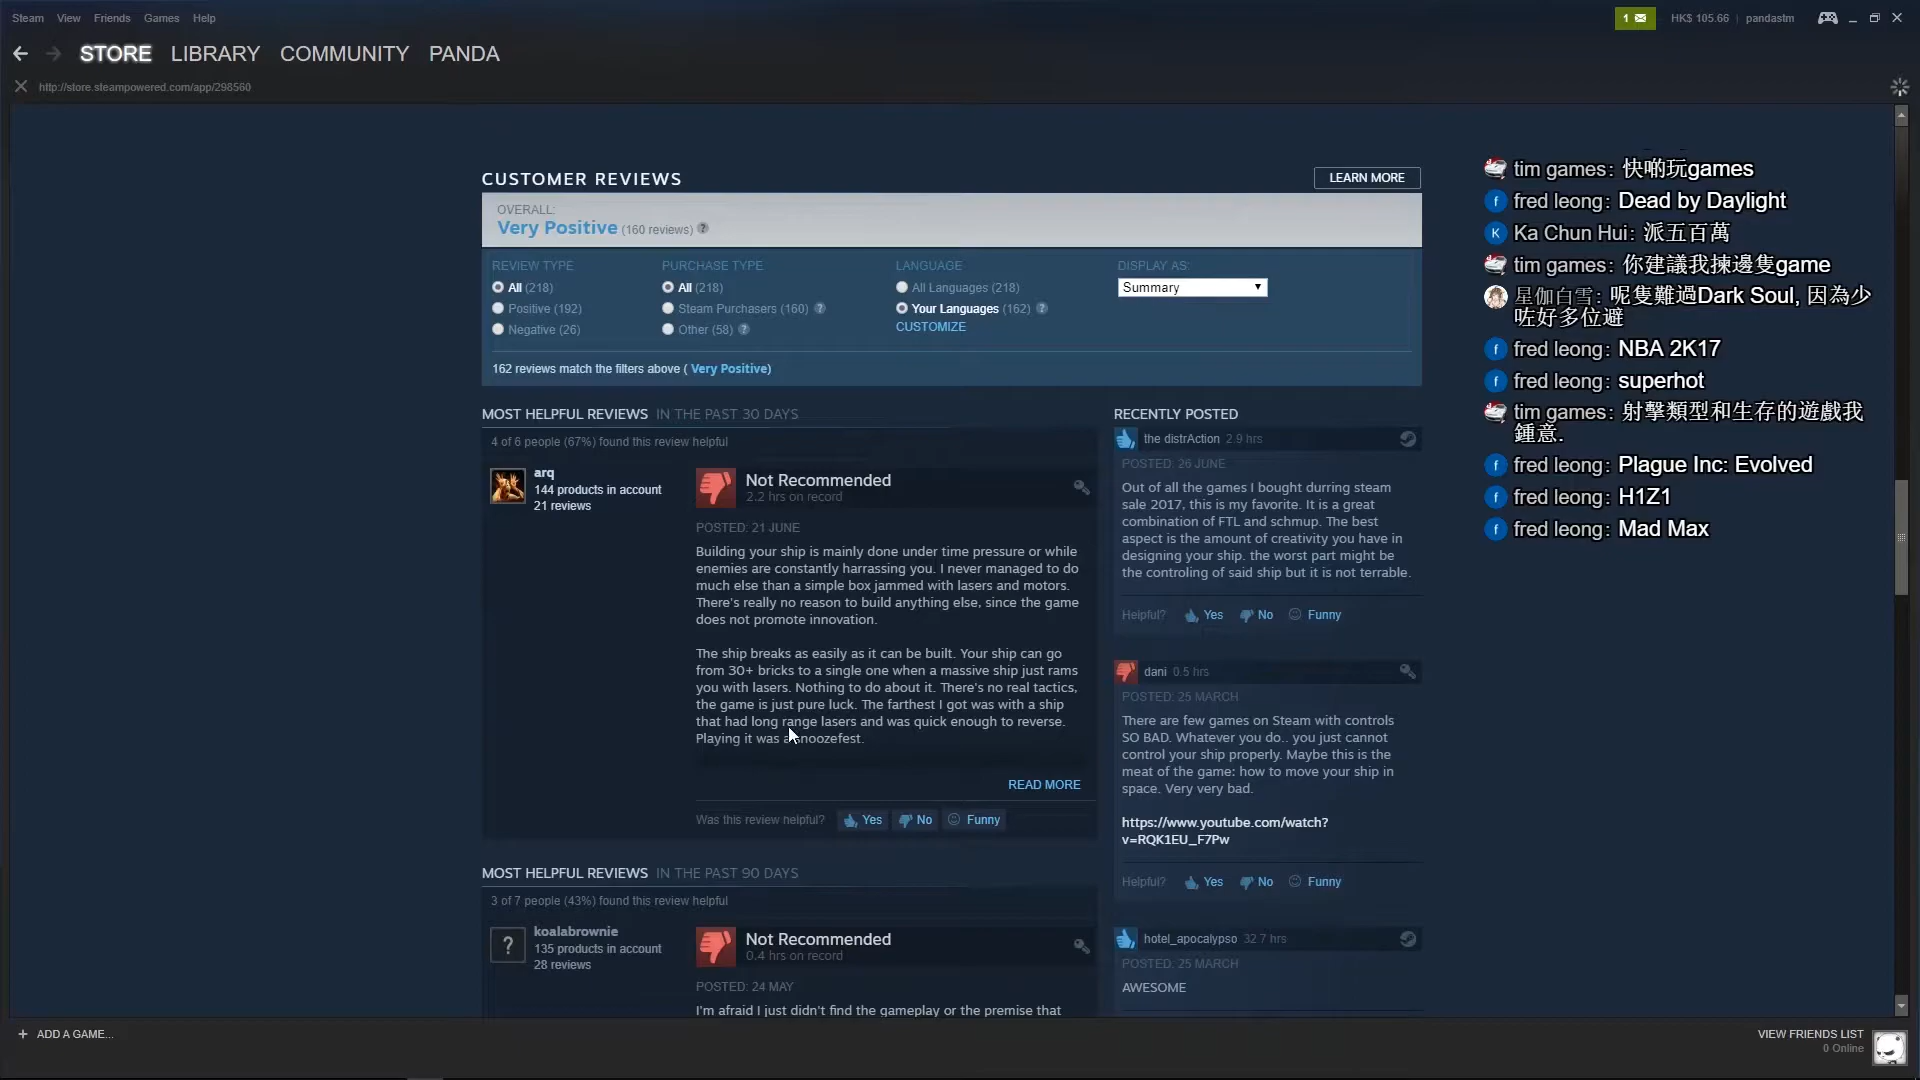 Steam View Friends Games Help
1 HK$ 105.66 pandastm
STORE LIBRARY COMMUNITY PANDA
http://store.steampowered.com/app/298560
CUSTOMER REVIEWS
LEARN MORE
OVERALL:
Very Positive (160 reviews) ?
REVIEW TYPE
All (218)
Positive (192)
Negative (26)
PURCHASE TYPE
All (218)
Steam Purchasers (160) ?
Other (58) ?
LANGUAGE
All Languages (218)
Your Languages (162) ?
CUSTOMIZE
DISPLAY AS:
Summary
162 reviews match the filters above ( Very Positive)
MOST HELPFUL REVIEWS IN THE PAST 30 DAYS
4 of 6 people (67%) found this review helpful
arq
144 products in account
21 reviews
Not Recommended
2.2 hrs on record
POSTED: 21 JUNE
Building your ship is mainly done under time pressure or while
enemies are constantly harrassing you. I never managed to do
much else than a simple box jammed with lasers and motors.
There's really no reason to build anything else, since the game
does not promote innovation.
The ship breaks as easily as it can be built. Your ship can go
from 30+ bricks to a single one when a massive ship just rams
you with lasers. Nothing to do about it. There's no real tactics,
the game is just pure luck. The farthest I got was with a ship
that had long range lasers and was quick enough to reverse.
Playing it was a snoozefest.
READ MORE
Was this review helpful? Yes No Funny
MOST HELPFUL REVIEWS IN THE PAST 90 DAYS
3 of 7 people (43%) found this review helpful
?
koalabrownie
135 products in account
28 reviews
Not Recommended
0.4 hrs on record
POSTED: 24 MAY
I'm afraid I just didn't find the gameplay or the premise that
RECENTLY POSTED
the distrAction 2.9 hrs
POSTED: 26 JUNE
Out of all the games I bought durring steam
sale 2017, this is my favorite. It is a great
combination of FTL and schmup. The best
aspect is the amount of creativity you have in
designing your ship. the worst part might be
the controling of said ship but it is not terrable.
Helpful? Yes No Funny
dani 0.5 hrs
POSTED: 25 MARCH
There are few games on Steam with controls
SO BAD. Whatever you do.. you just cannot
control your ship properly. Maybe this is the
meat of the game: how to move your ship in
space. Very very bad.
https://www.youtube.com/watch?
v=RQK1EU_F7Pw
Helpful? Yes No Funny
hotel_apocalypso 32.7 hrs
POSTED: 25 MARCH
AWESOME
tim games: 快啲玩games
f fred leong: Dead by Daylight
K Ka Chun Hui: 派五百萬
tim games: 你建議我揀邊隻game
星伽白雪: 呢隻難過Dark Soul, 因為少
咗好多位避
f fred leong: NBA 2K17
f fred leong: superhot
tim games: 射擊類型和生存的遊戲我
鍾意.
f fred leong: Plague Inc: Evolved
f fred leong: H1Z1
f fred leong: Mad Max
+ ADD A GAME...
VIEW FRIENDS LIST
0 Online